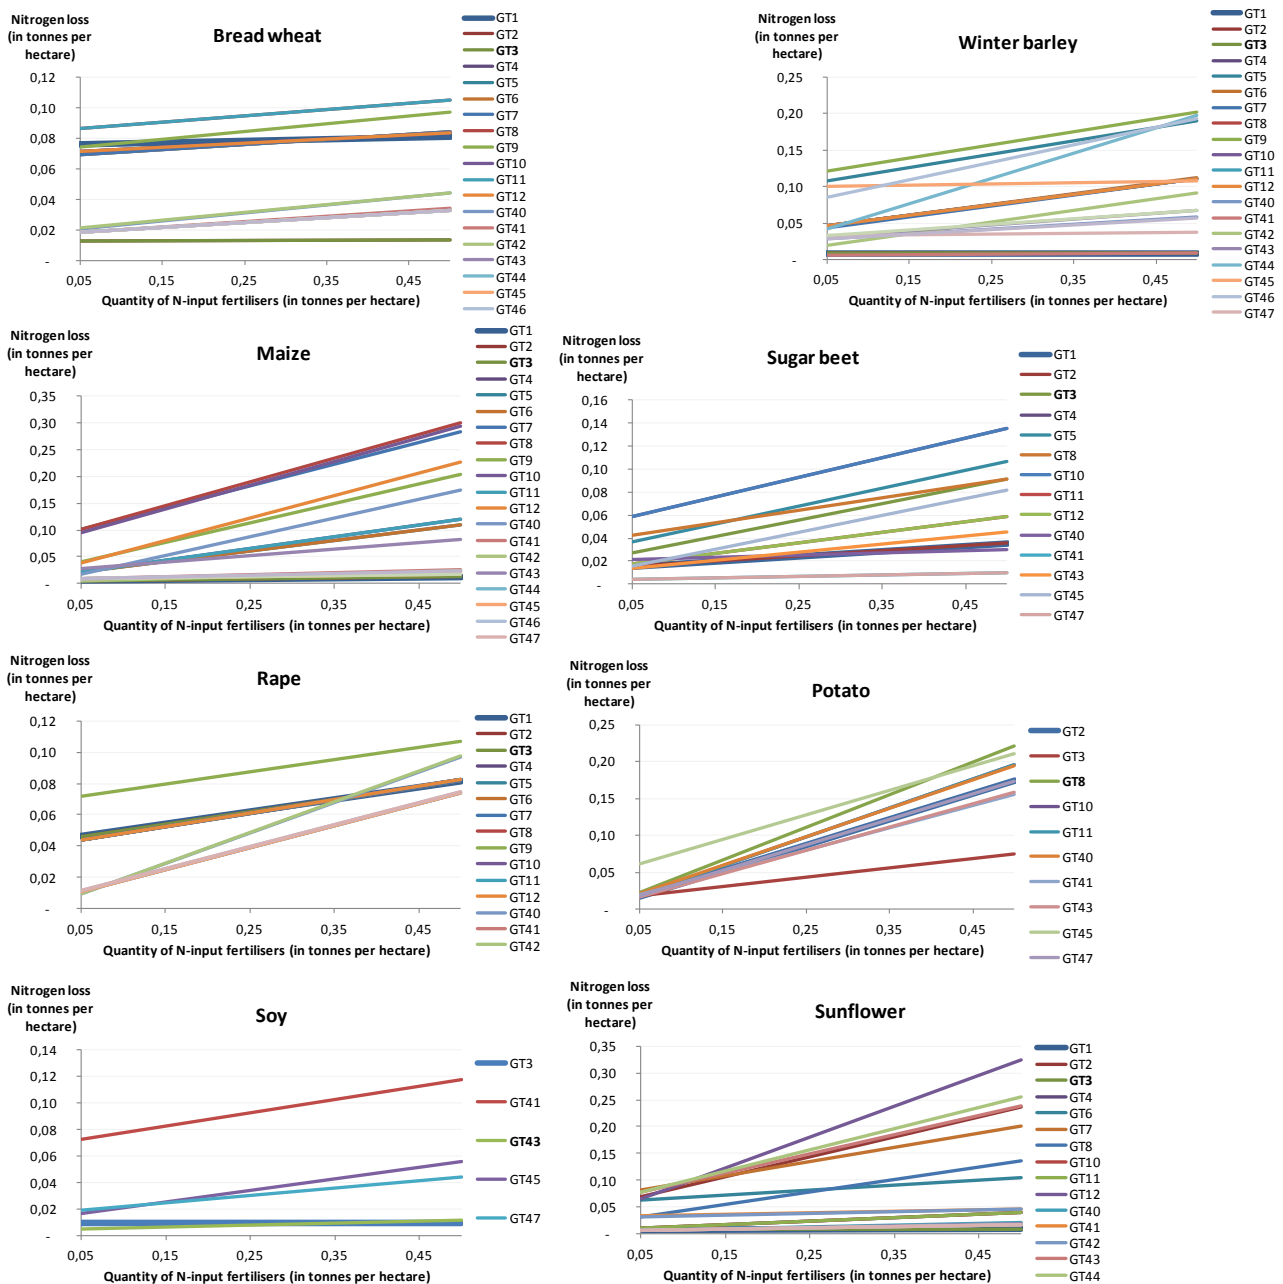 Nitrogen loss
(in tonnes per
hectare)
Bread wheat
0,12
0,10
0,08
0,06
0,04
0,02
-
0,05
0,15
0,25
0,35
0,45
Quantity of N-input fertilisers (in tonnes per hectare)
GT1
GT2
GT3
GT4
GT5
GT6
GT7
GT8
GT9
GT10
GT11
GT12
GT40
GT41
GT42
GT43
GT44
GT45
GT46
Nitrogen loss
(in tonnes per
hectare)
Winter barley
0,25
0,20
0,15
0,10
0,05
-
0,05
0,15
0,25
0,35
0,45
Quantity of N-input fertilisers (in tonnes per hectare)
GT1
GT2
GT3
GT4
GT5
GT6
GT7
GT8
GT9
GT10
GT11
GT12
GT40
GT41
GT42
GT43
GT44
GT45
GT46
GT47
Nitrogen loss
(in tonnes per
hectare)
Maize
0,35
0,30
0,25
0,20
0,15
0,10
0,05
-
0,05
0,15
0,25
0,35
0,45
Quantity of N-input fertilisers (in tonnes per hectare)
GT1
GT2
GT3
GT4
GT5
GT6
GT7
GT8
GT9
GT10
GT11
GT12
GT40
GT41
GT42
GT43
GT44
GT45
GT46
GT47
Nitrogen loss
(in tonnes per
hectare)
Sugar beet
0,16
0,14
0,12
0,10
0,08
0,06
0,04
0,02
-
0,05
0,15
0,25
0,35
0,45
Quantity of N-input fertilisers (in tonnes per hectare)
GT1
GT2
GT3
GT4
GT5
GT8
GT10
GT11
GT12
GT40
GT41
GT43
GT45
GT47
Nitrogen loss
(in tonnes per
hectare)
Rape
0,12
0,10
0,08
0,06
0,04
0,02
-
0,05
0,15
0,25
0,35
0,45
Quantity of N-input fertilisers (in tonnes per hectare)
GT1
GT2
GT3
GT4
GT5
GT6
GT7
GT8
GT9
GT10
GT11
GT12
GT40
GT41
GT42
Nitrogen loss
(in tonnes per
hectare)
Potato
0,25
0,20
0,15
0,10
0,05
-
0,05
0,15
0,25
0,35
0,45
Quantity of N-input fertilisers (in tonnes per hectare)
GT2
GT3
GT8
GT10
GT11
GT40
GT41
GT43
GT45
GT47
Nitrogen loss
(in tonnes per
hectare)
Soy
0,14
0,12
0,10
0,08
0,06
0,04
0,02
-
0,05
0,15
0,25
0,35
0,45
Quantity of N-input fertilisers (in tonnes per hectare)
GT3
GT41
GT43
GT45
GT47
Nitrogen loss
(in tonnes per
hectare)
Sunflower
0,35
0,30
0,25
0,20
0,15
0,10
0,05
-
0,05
0,15
0,25
0,35
0,45
Quantity of N-input fertilisers (in tonnes per hectare)
GT1
GT2
GT3
GT4
GT6
GT7
GT8
GT10
GT11
GT12
GT40
GT41
GT42
GT43
GT44